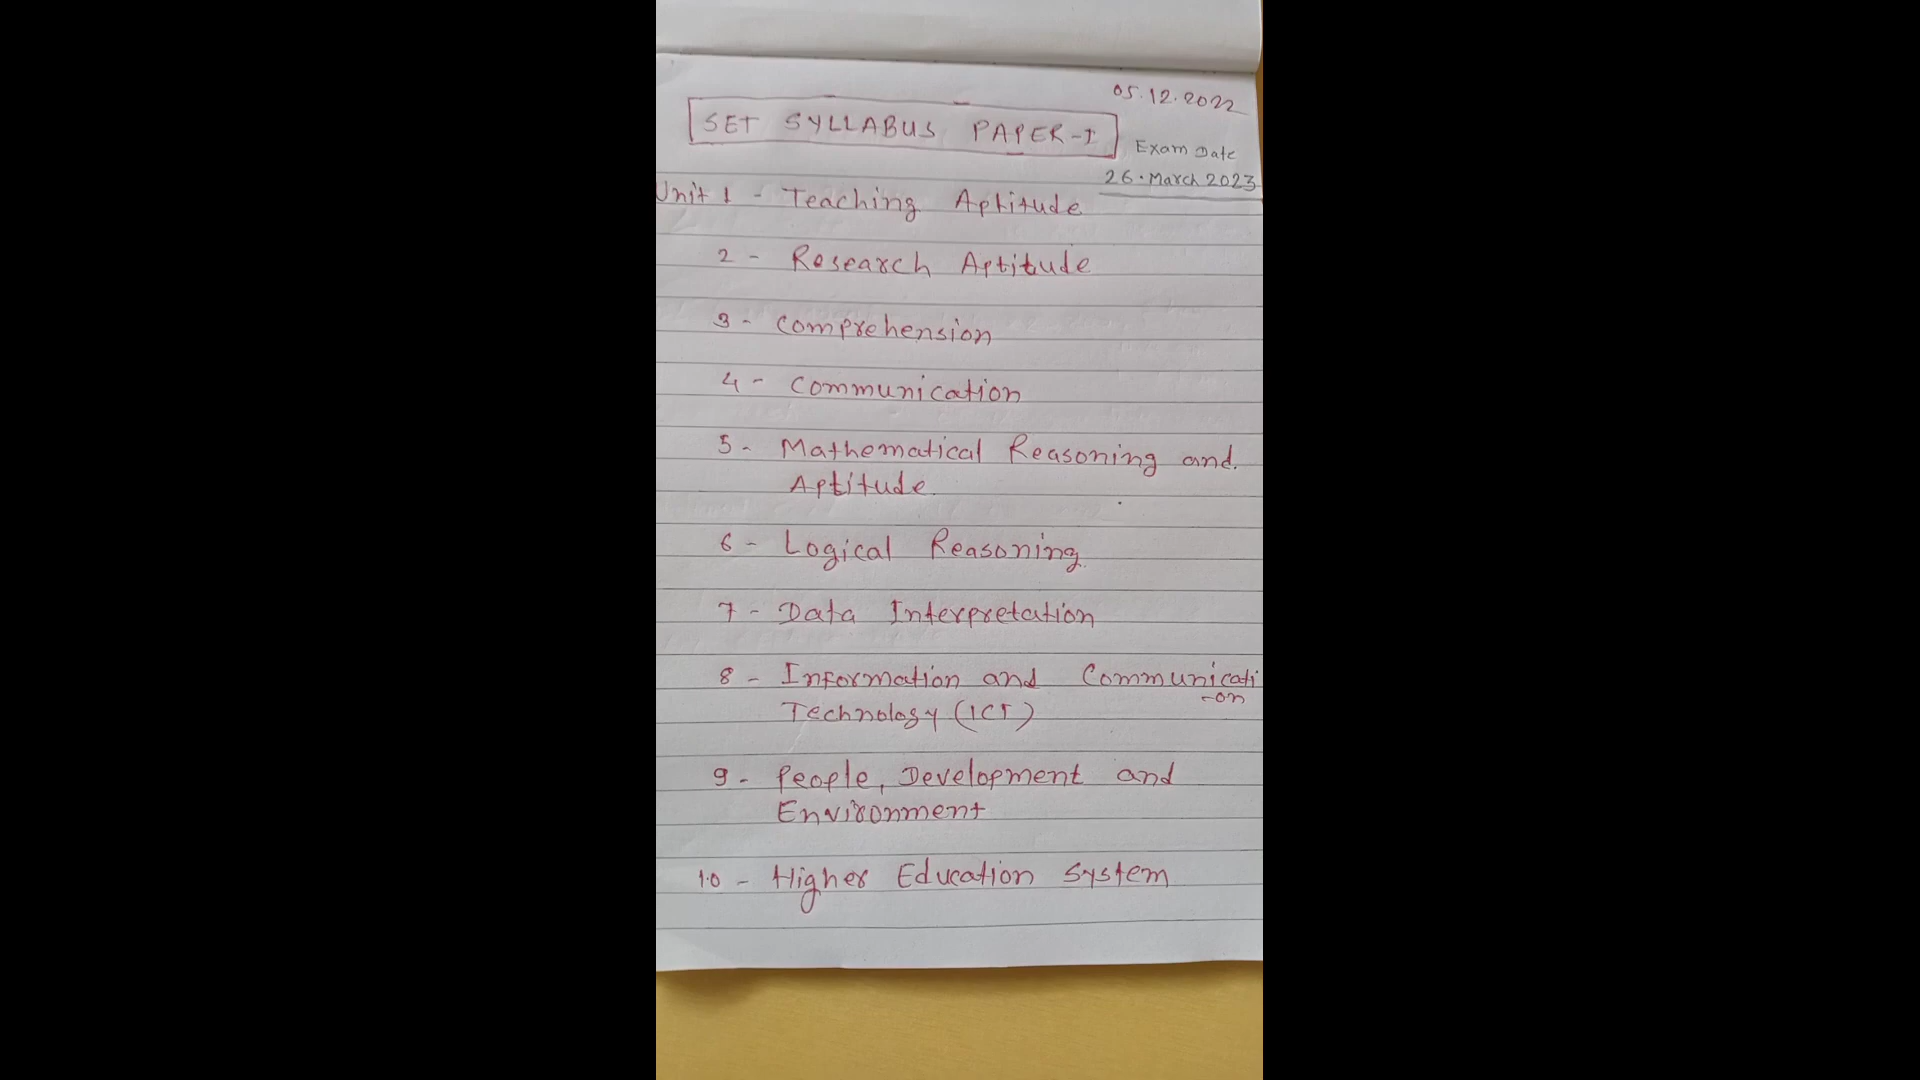 05.12.2022
SET SYLLABUS PAPER-I
Exam Date
26.March 2023
Unit 1 - Teaching Aptitude
2 - Research Aptitude
3 - Comprehension
4 - Communication
5 - Mathematical Reasoning and
Aptitude.
6 - Logical Reasoning.
7 - Data Interpretation
8 - Information and Communicati
-on
Technology (ICT)
9 - People, Development and
Environment
10 - Higher Education System